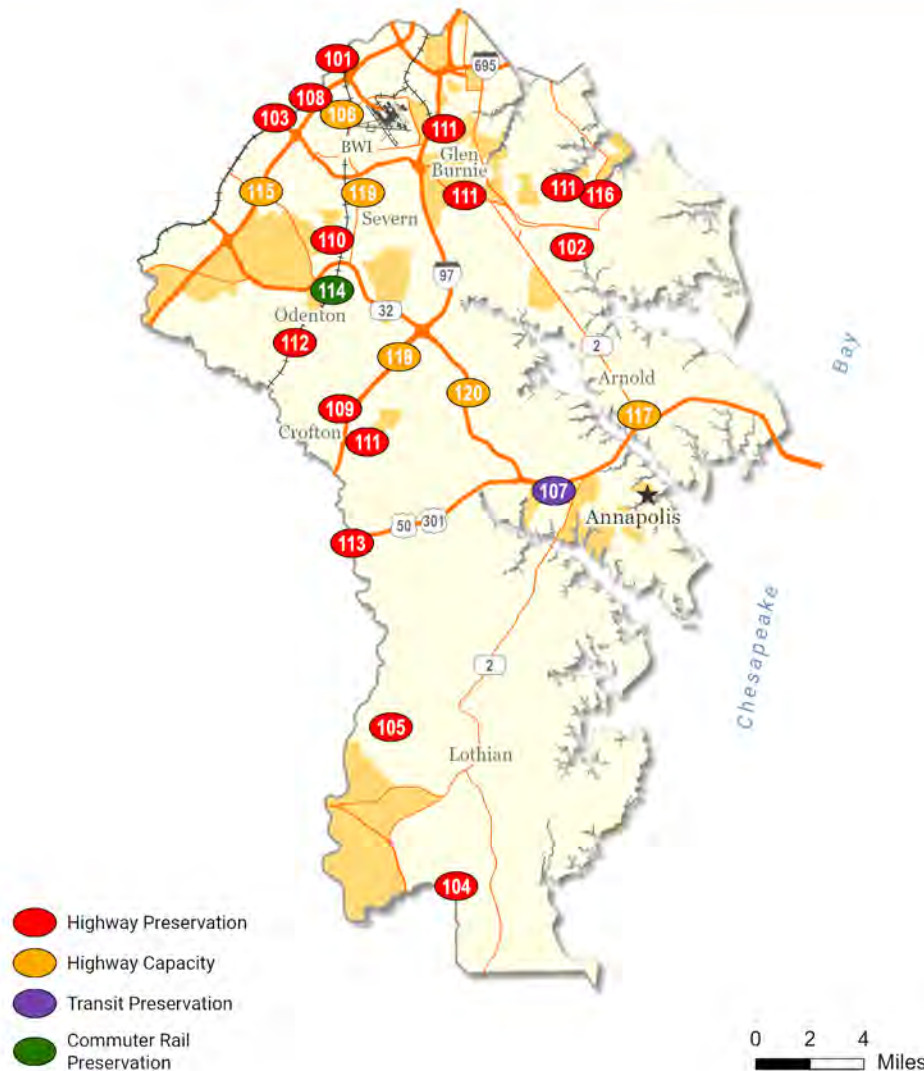 101
695
108
106
103
111
BWI
Glen
Burnie
115
119
111
111
116
Severn
110
102
97
114
Odenton
32
112
2
118
Arnold
Bay
120
109
117
Crofton
111
107
Annapolis
50
301
113
Chesapeake
2
105
Lothian
104
Highway Preservation
Highway Capacity
Transit Preservation
Commuter Rail
Preservation
0 2 4
Miles